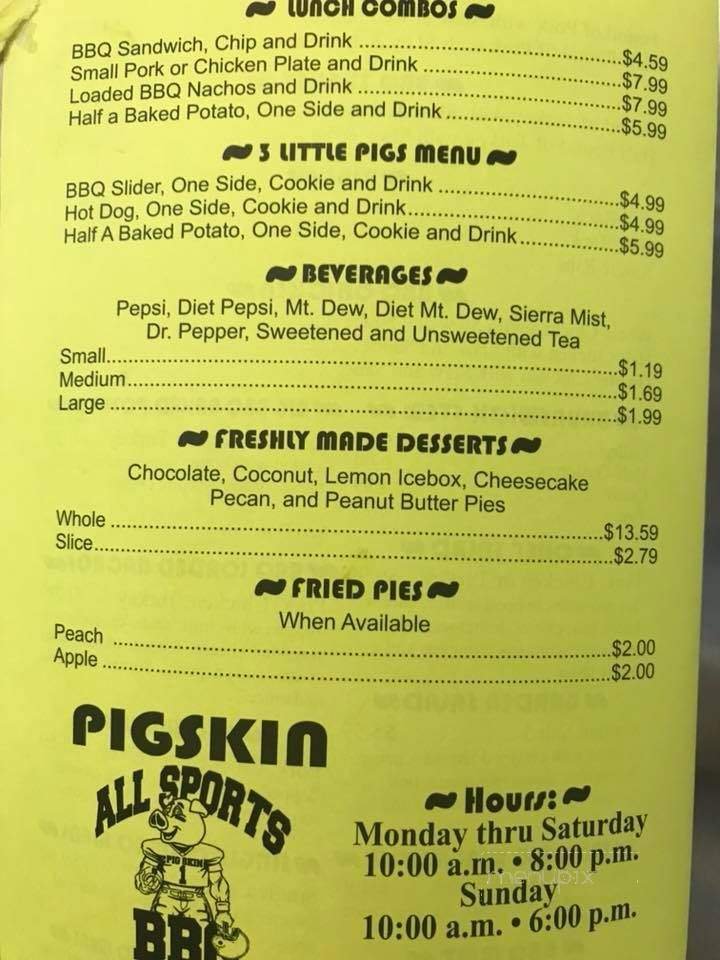 ~ LUNCH COMBOS ~
BBQ Sandwich, Chip and Drink ..........$4.59
Small Pork or Chicken Plate and Drink ..........$7.99
Loaded BBQ Nachos and Drink ..........$7.99
Half a Baked Potato, One Side and Drink ..........$5.99
~ 3 LITTLE PIGS MENU ~
BBQ Slider, One Side, Cookie and Drink ..........$4.99
Hot Dog, One Side, Cookie and Drink..........$4.99
Half A Baked Potato, One Side, Cookie and Drink..........$5.99
~ BEVERAGES ~
Pepsi, Diet Pepsi, Mt. Dew, Diet Mt. Dew, Sierra Mist,
Dr. Pepper, Sweetened and Unsweetened Tea
Small..........$1.19
Medium..........$1.69
Large ..........$1.99
~ FRESHLY MADE DESSERTS ~
Chocolate, Coconut, Lemon Icebox, Cheesecake
Pecan, and Peanut Butter Pies
Whole ..........$13.59
Slice..........$2.79
~ FRIED PIES ~
When Available
Peach ..........$2.00
Apple ..........$2.00
PIGSKIN
ALL SPORTS
PIG SKIN
1
BBQ
~ Hours: ~
Monday thru Saturday
10:00 a.m. • 8:00 p.m.
menupix
Sunday
10:00 a.m. • 6:00 p.m.